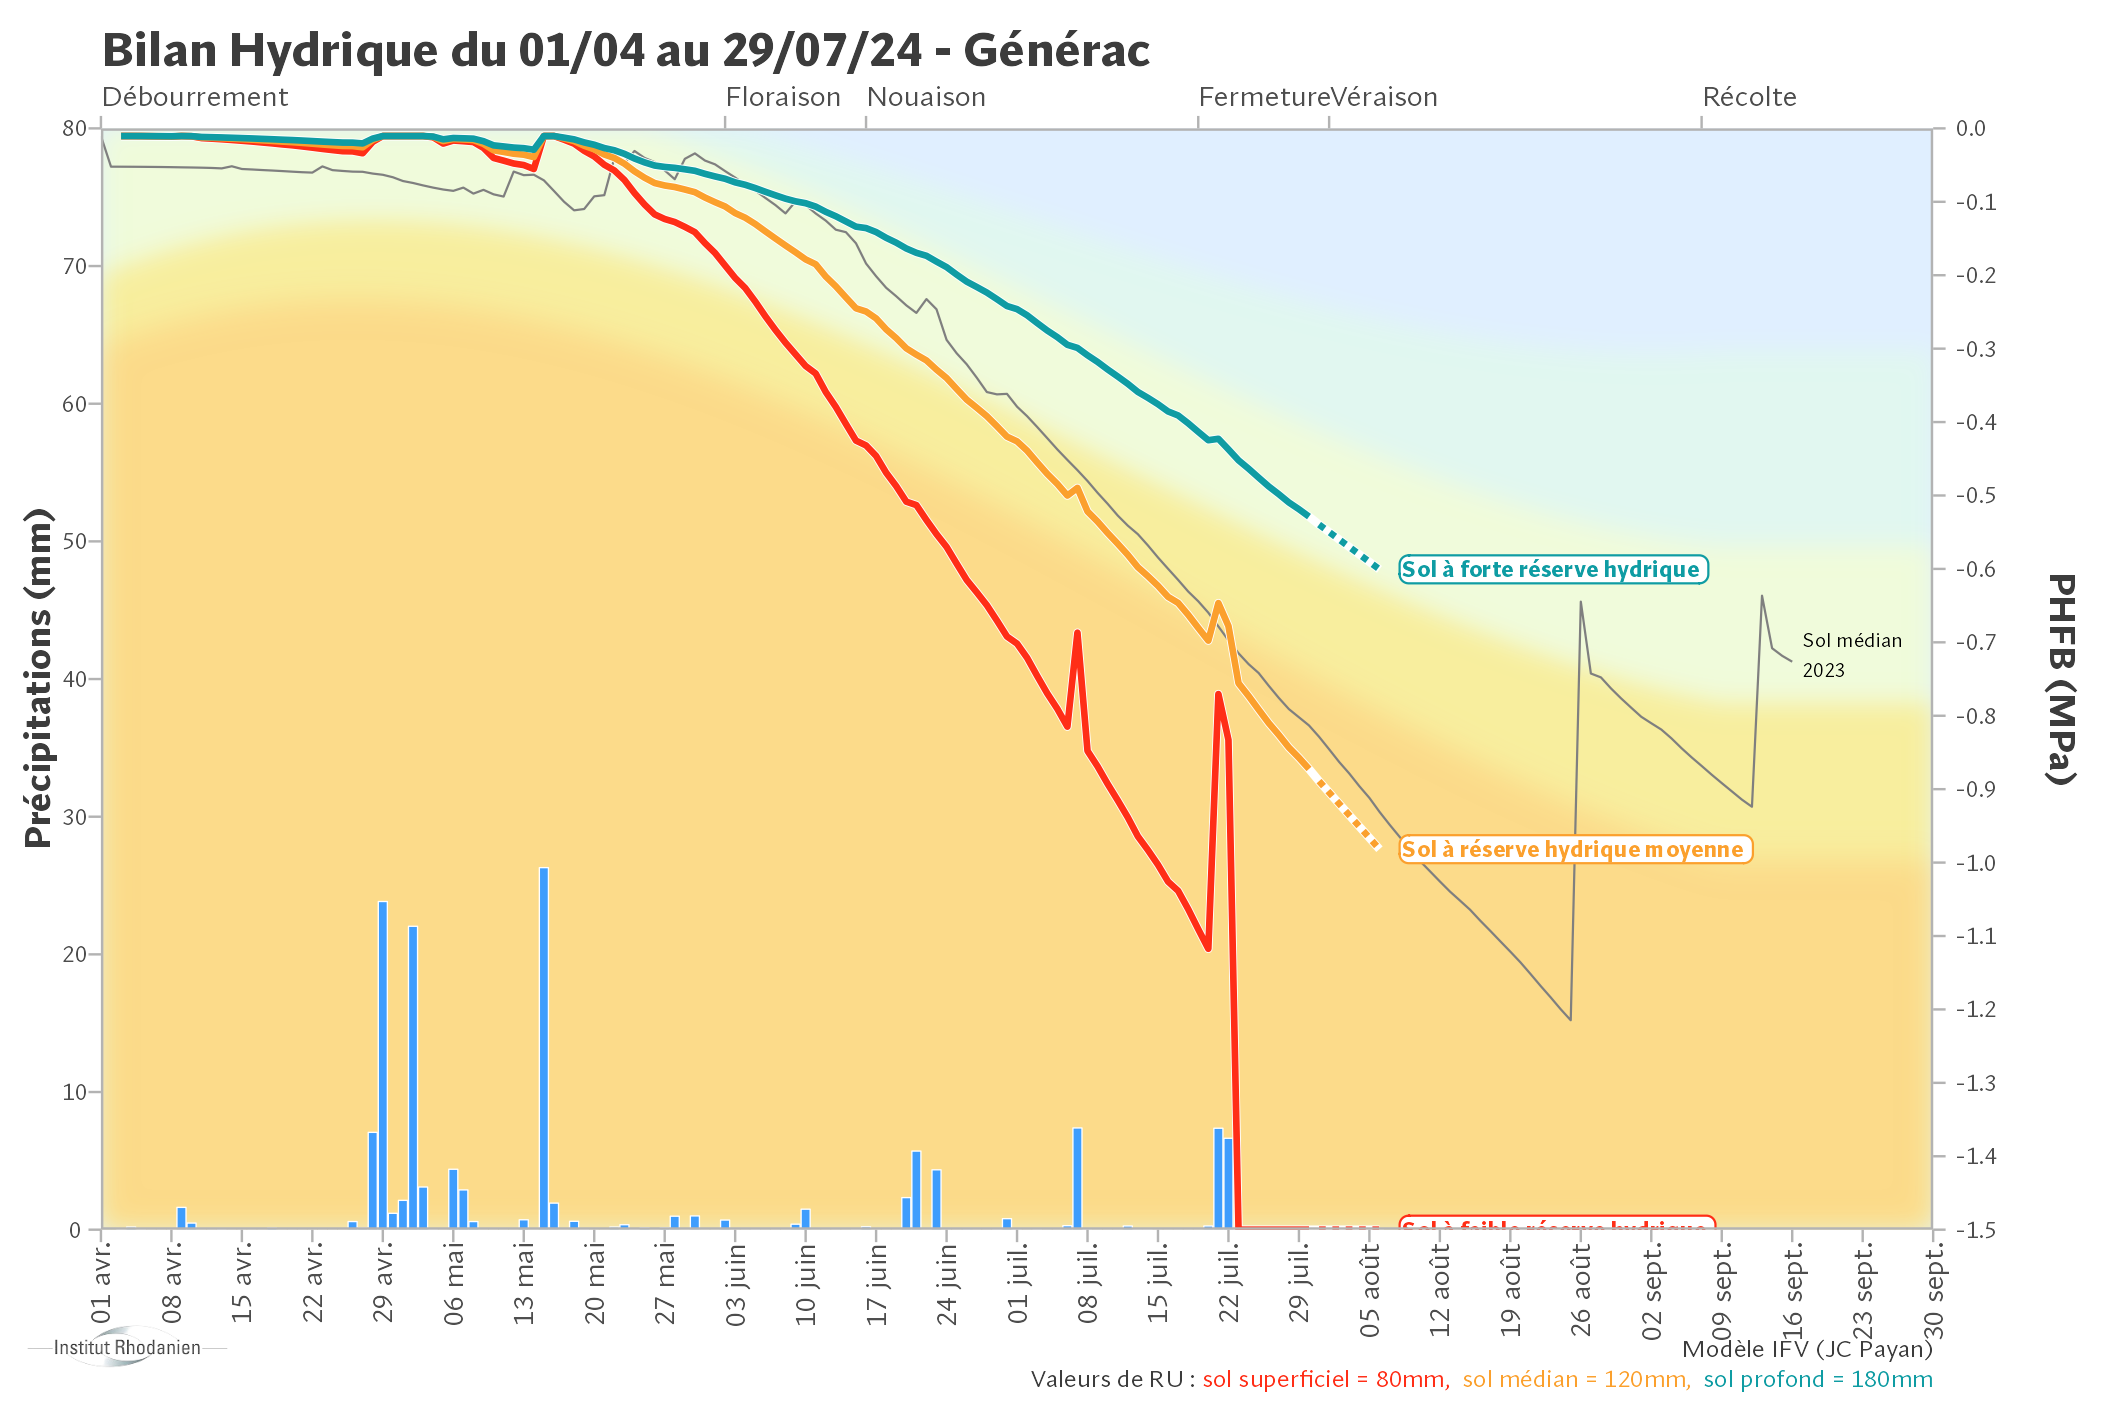 Bilan Hydrique du 01/04 au 29/07/24 - Générac
Débourrement Floraison Nouaison Fermeture Véraison Récolte
80 0.0
-0.1
70 -0.2
-0.3
60 -0.4
-0.5
50 -0.6
-0.7
40 -0.8
30 -0.9
-1.0
20 -1.1
-1.2
10 -1.3
-1.4
0 -1.5
Précipitations (mm)
PHFB (MPa)
Sol à forte réserve hydrique
Sol médian
2023
Sol à réserve hydrique moyenne
Sol à faible réserve hydrique
01 avr. 08 avr. 15 avr. 22 avr. 29 avr. 06 mai 13 mai 20 mai 27 mai 03 juin 10 juin 17 juin 24 juin 01 juil. 08 juil. 15 juil. 22 juil. 29 juil. 05 août 12 août 19 août 26 août 02 sept. 09 sept. 16 sept. 23 sept. 30 sept.
Institut Rhodanien
Modèle IFV (JC Payan)
Valeurs de RU : sol superficiel = 80mm, sol médian = 120mm, sol profond = 180mm